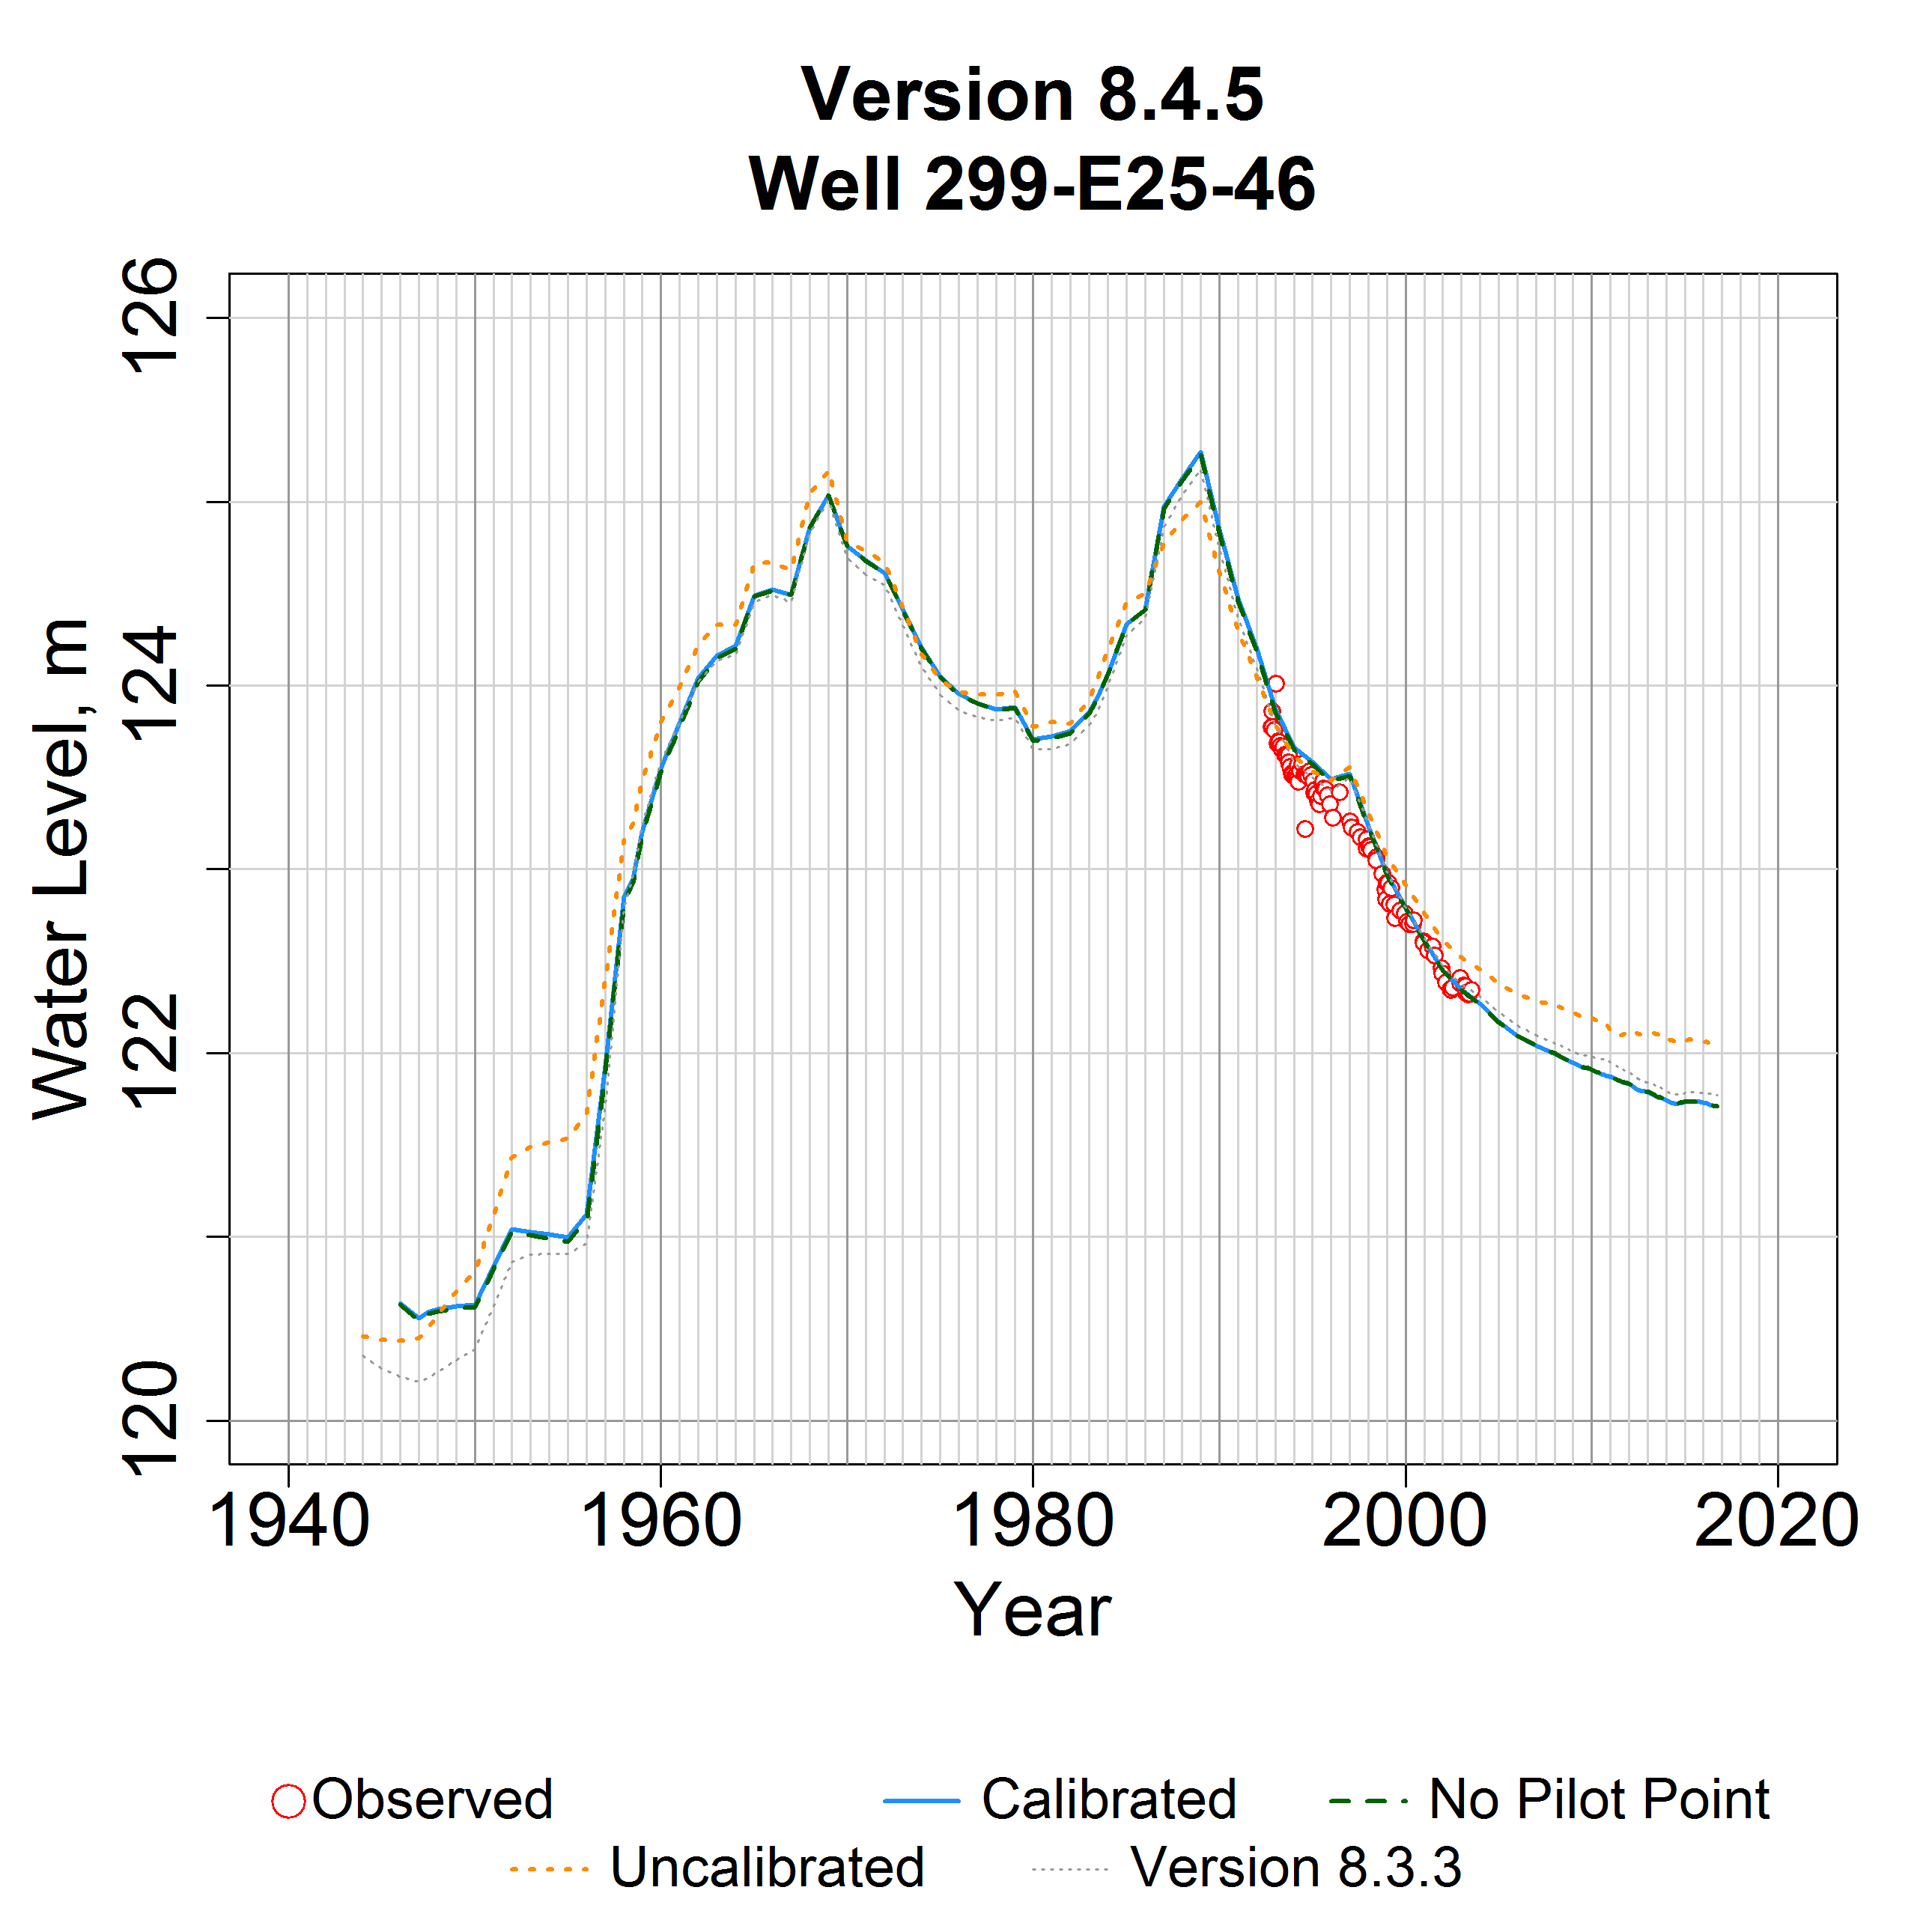 Version 8.4.5
Well 299-E25-46
126
124
122
120
Water Level, m
1940 1960 1980 2000 2020
Year
Observed Calibrated No Pilot Point
Uncalibrated Version 8.3.3